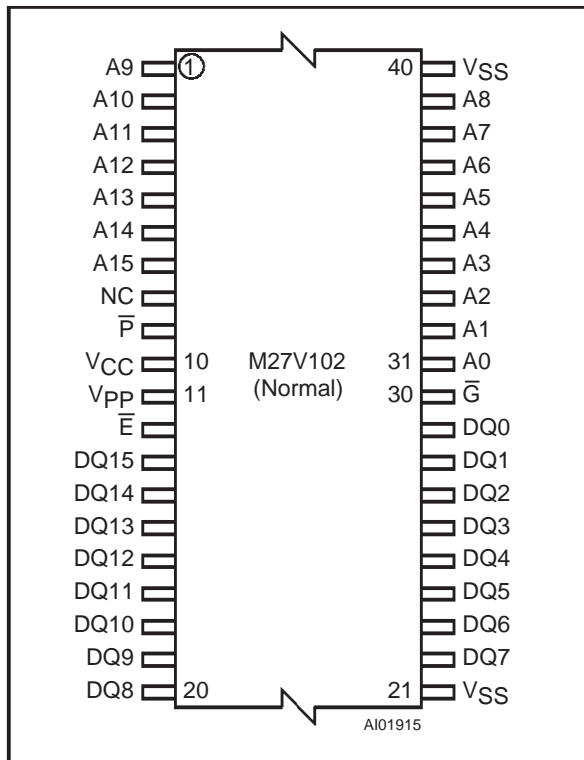 A9 1 40 VSS
A10 A8
A11 A7
A12 A6
A13 A5
A14 A4
A15 A3
NC A2
P̅ A1
VCC 10 M27V102 31 A0
VPP 11 (Normal) 30 G̅
E̅ DQ0
DQ15 DQ1
DQ14 DQ2
DQ13 DQ3
DQ12 DQ4
DQ11 DQ5
DQ10 DQ6
DQ9 DQ7
DQ8 20 21 VSS
AI01915